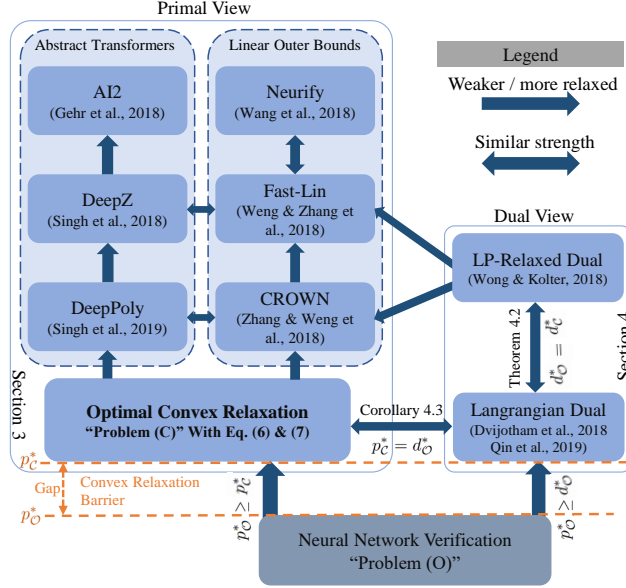 Primal View
Abstract Transformers
Linear Outer Bounds
AI2
(Gehr et al., 2018)
Neurify
(Wang et al., 2018)
DeepZ
(Singh et al., 2018)
Fast-Lin
(Weng & Zhang et
al., 2018)
DeepPoly
(Singh et al., 2019)
CROWN
(Zhang & Weng et
al., 2018)
Section 3
Optimal Convex Relaxation
“Problem (C)” With Eq. (6) & (7)
Legend
Weaker / more relaxed
Similar strength
Dual View
LP-Relaxed Dual
(Wong & Kolter, 2018)
Theorem 4.2
d*_O = d*_C
Section 4
Langrangian Dual
(Dvijotham et al., 2018
Qin et al., 2019)
Corollary 4.3
p*_C = d*_O
p*_C
Gap
Convex Relaxation
Barrier
p*_O
p*_O ≥ p*_C
p*_O ≥ d*_O
Neural Network Verification
“Problem (O)”